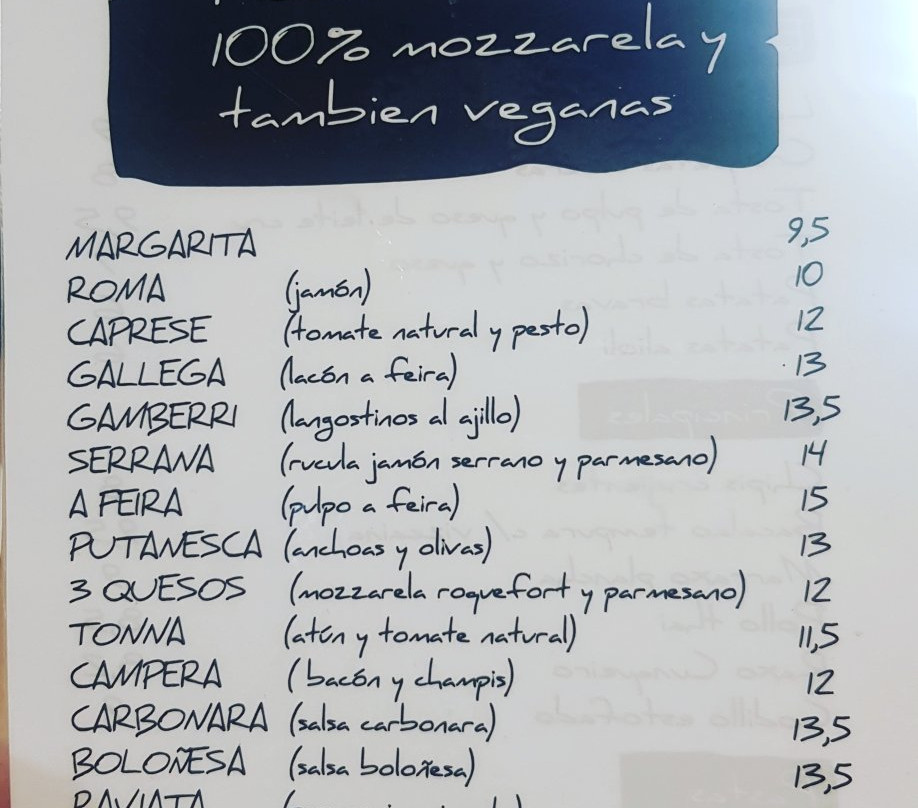 100% mozzarela y
tambien veganas
MARGARITA 9,5
ROMA (jamón) 10
CAPRESE (tomate natural y pesto) 12
GALLEGA (lacón a feira) 13
GAMBERRI (langostinos al ajillo) 13,5
SERRANA (rucula jamón serrano y parmesano) 14
A FEIRA (pulpo a feira) 15
PUTANESCA (anchoas y olivas) 13
3 QUESOS (mozzarela roquefort y parmesano) 12
TONNA (atún y tomate natural) 11,5
CAMPERA (bacón y champis) 12
CARBONARA (salsa carbonara) 13,5
BOLOÑESA (salsa boloñesa) 13,5